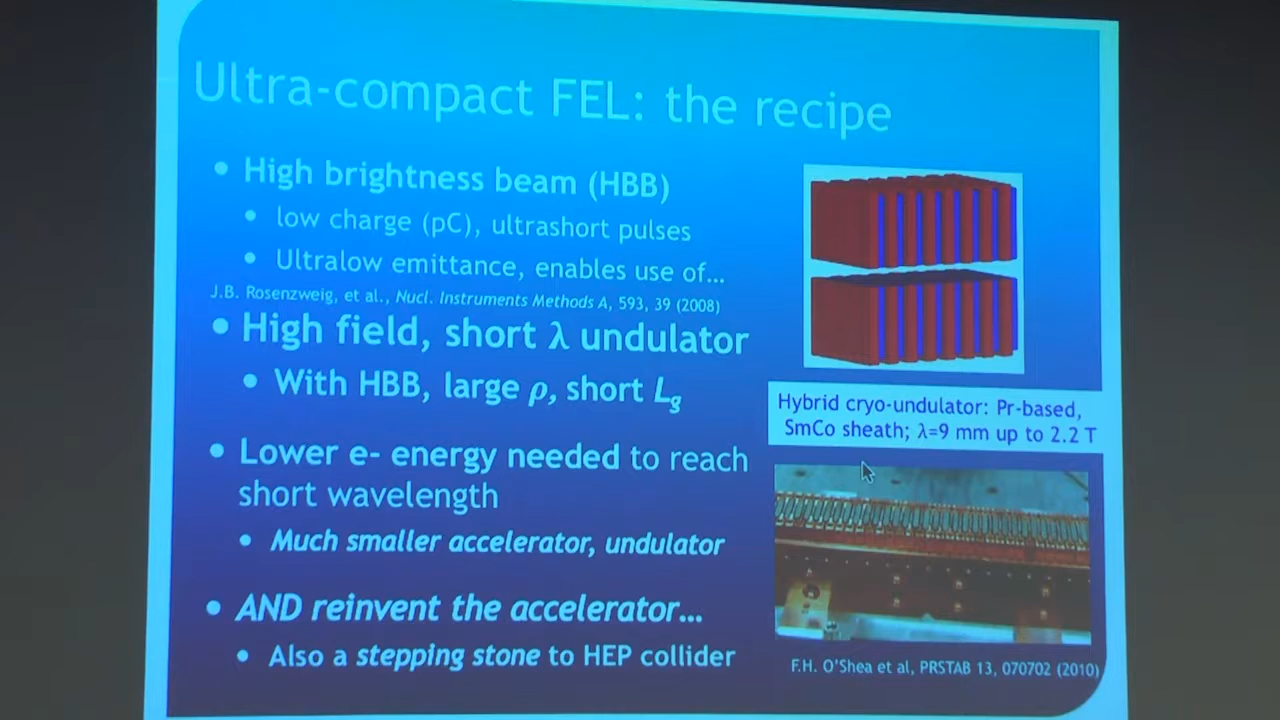 Ultra-compact FEL: the recipe
• High brightness beam (HBB)
• low charge (pC), ultrashort pulses
• Ultralow emittance, enables use of…
J.B. Rosenzweig, et al., Nucl. Instruments Methods A, 593, 39 (2008)
• High field, short λ undulator
• With HBB, large ρ, short Lg
• Lower e- energy needed to reach
short wavelength
• Much smaller accelerator, undulator
• AND reinvent the accelerator…
• Also a stepping stone to HEP collider
Hybrid cryo-undulator: Pr-based,
SmCo sheath; λ=9 mm up to 2.2 T
F.H. O'Shea et al, PRSTAB 13, 070702 (2010)